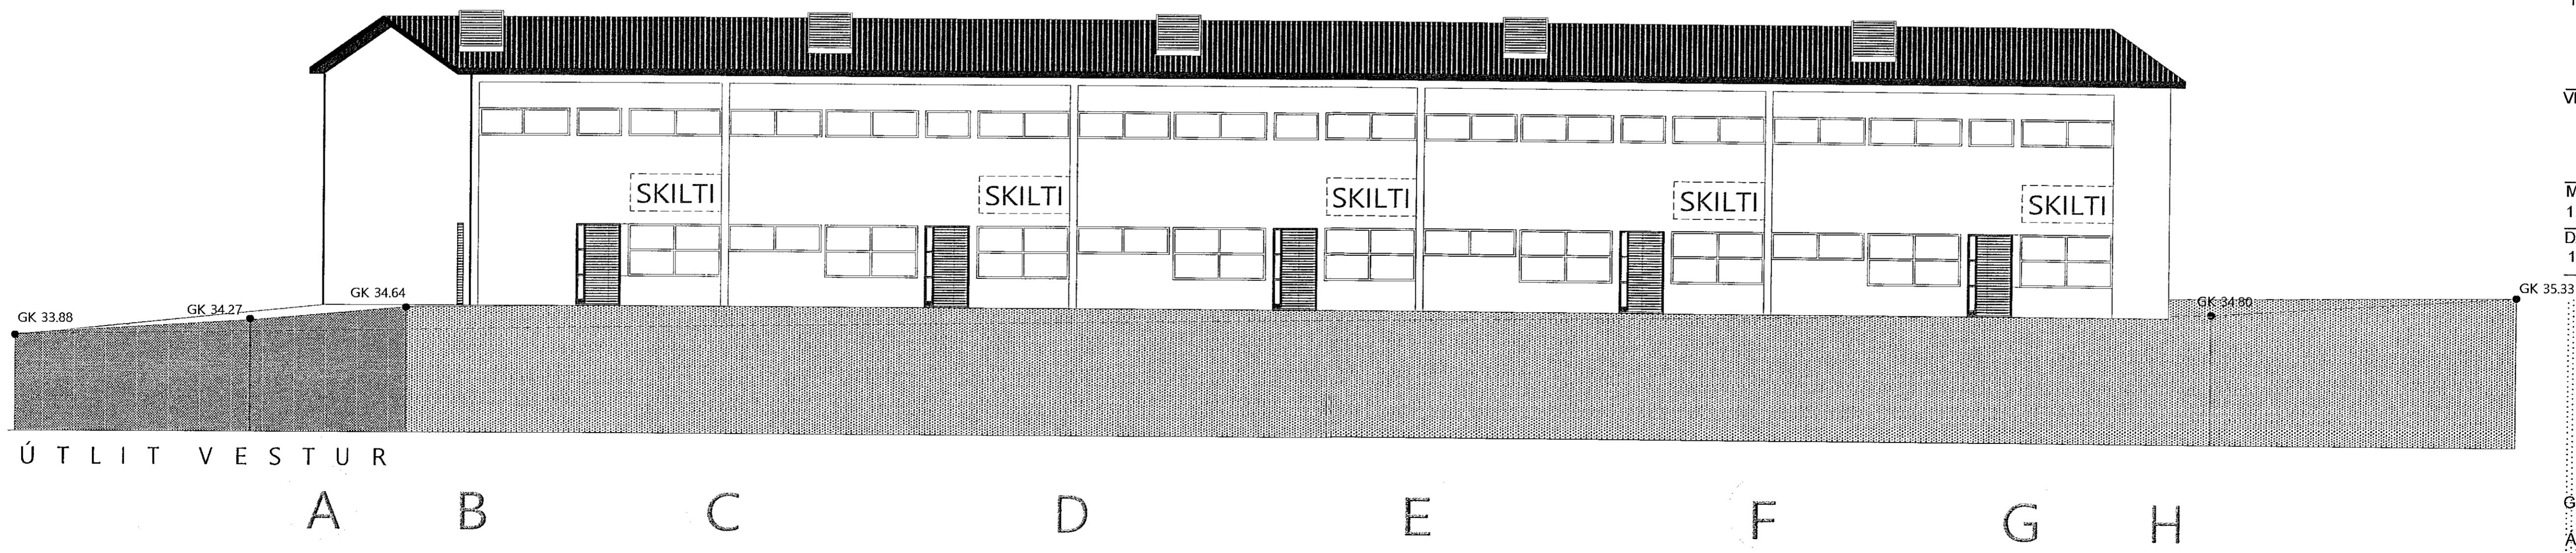 SKILTI
SKILTI
SKILTI
SKILTI
SKILTI
GK 33.88
GK 34.27
GK 34.64
GK 34.80
GK 35.33
ÚTLIT VESTUR
A B C D E F G H